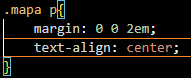 .mapa p{
margin: 0 0 2em;
text-align: center;
}